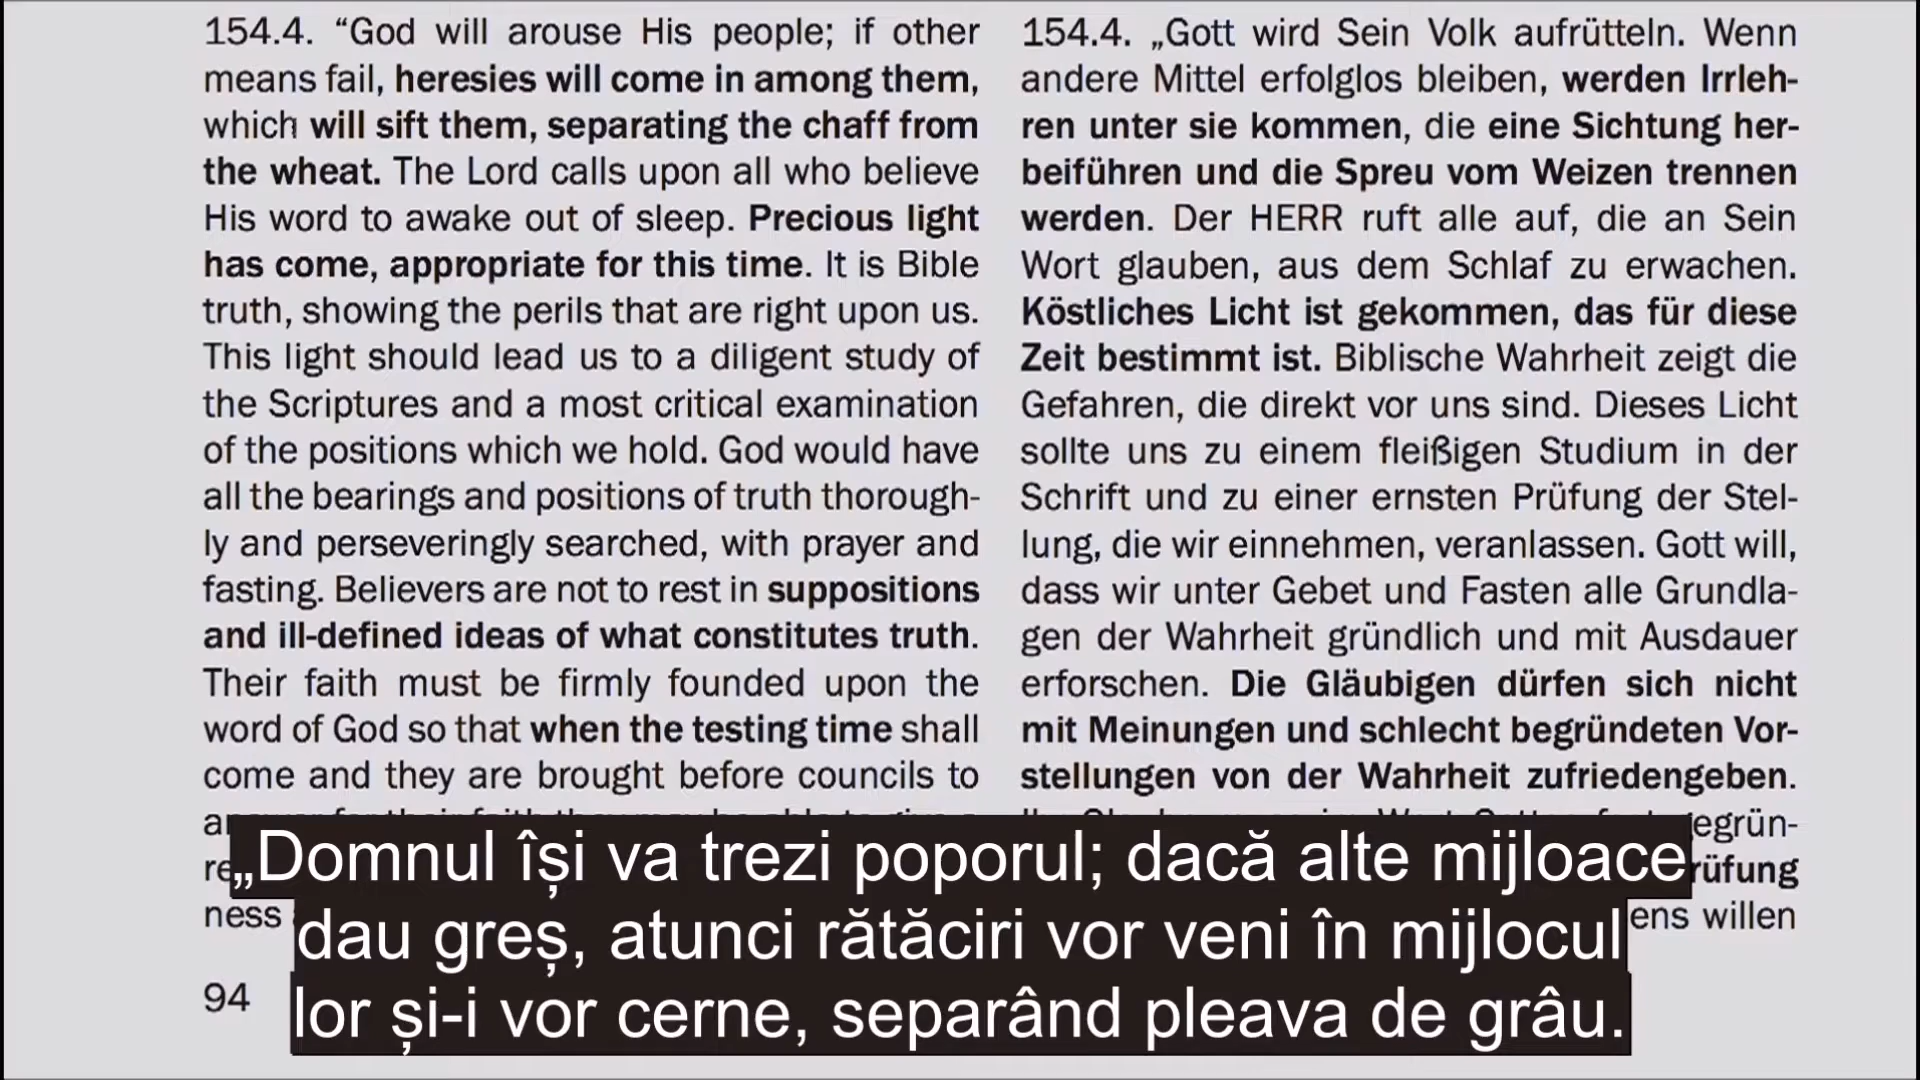 154.4. “God will arouse His people; if other
means fail, heresies will come in among them,
which will sift them, separating the chaff from
the wheat. The Lord calls upon all who believe
His word to awake out of sleep. Precious light
has come, appropriate for this time. It is Bible
truth, showing the perils that are right upon us.
This light should lead us to a diligent study of
the Scriptures and a most critical examination
of the positions which we hold. God would have
all the bearings and positions of truth thorough-
ly and perseveringly searched, with prayer and
fasting. Believers are not to rest in suppositions
and ill-defined ideas of what constitutes truth.
Their faith must be firmly founded upon the
word of God so that when the testing time shall
come and they are brought before councils to
ness
94
154.4. „Gott wird Sein Volk aufrütteln. Wenn
andere Mittel erfolglos bleiben, werden Irrleh-
ren unter sie kommen, die eine Sichtung her-
beiführen und die Spreu vom Weizen trennen
werden. Der HERR ruft alle auf, die an Sein
Wort glauben, aus dem Schlaf zu erwachen.
Köstliches Licht ist gekommen, das für diese
Zeit bestimmt ist. Biblische Wahrheit zeigt die
Gefahren, die direkt vor uns sind. Dieses Licht
sollte uns zu einem fleißigen Studium in der
Schrift und zu einer ernsten Prüfung der Stel-
lung, die wir einnehmen, veranlassen. Gott will,
dass wir unter Gebet und Fasten alle Grundla-
gen der Wahrheit gründlich und mit Ausdauer
erforschen. Die Gläubigen dürfen sich nicht
mit Meinungen und schlecht begründeten Vor-
stellungen von der Wahrheit zufriedengeben.
egrün-
rüfung
ens willen
„Domnul își va trezi poporul; dacă alte mijloace
dau greș, atunci rătăciri vor veni în mijlocul
lor și-i vor cerne, separând pleava de grâu.